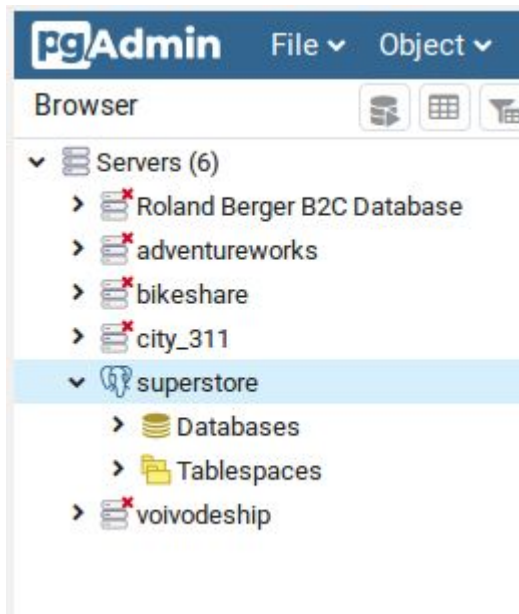 pgAdmin File Object
Browser
Servers (6)
Roland Berger B2C Database
adventureworks
bikeshare
city_311
superstore
Databases
Tablespaces
voivodeship